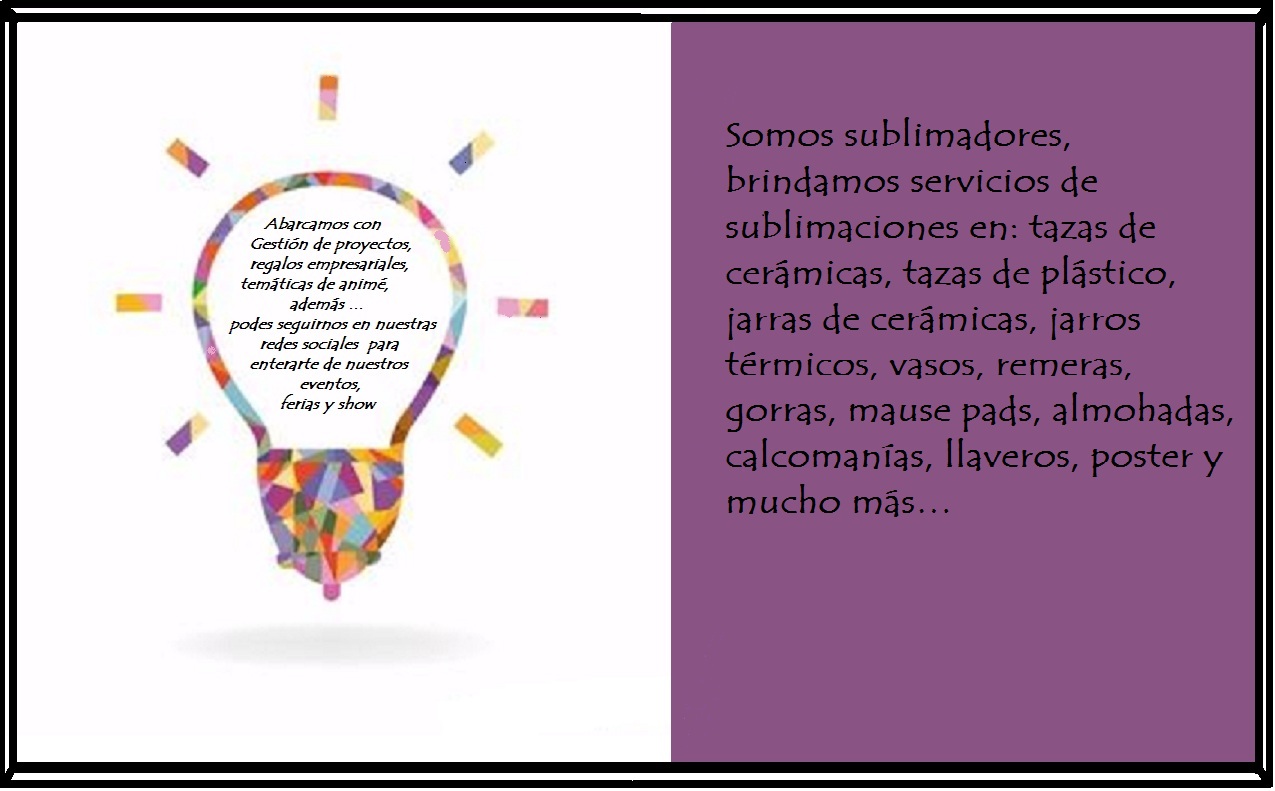 Abarcamos con
Gestión de proyectos,
regalos empresariales,
temáticas de animé,
además ...
podes seguirnos en nuestras
redes sociales para
enterarte de nuestros
eventos,
ferias y show
Somos sublimadores,
brindamos servicios de
sublimaciones en: tazas de
cerámicas, tazas de plástico,
jarras de cerámicas, jarros
térmicos, vasos, remeras,
gorras, mause pads, almohadas,
calcomanías, llaveros, poster y
mucho más...